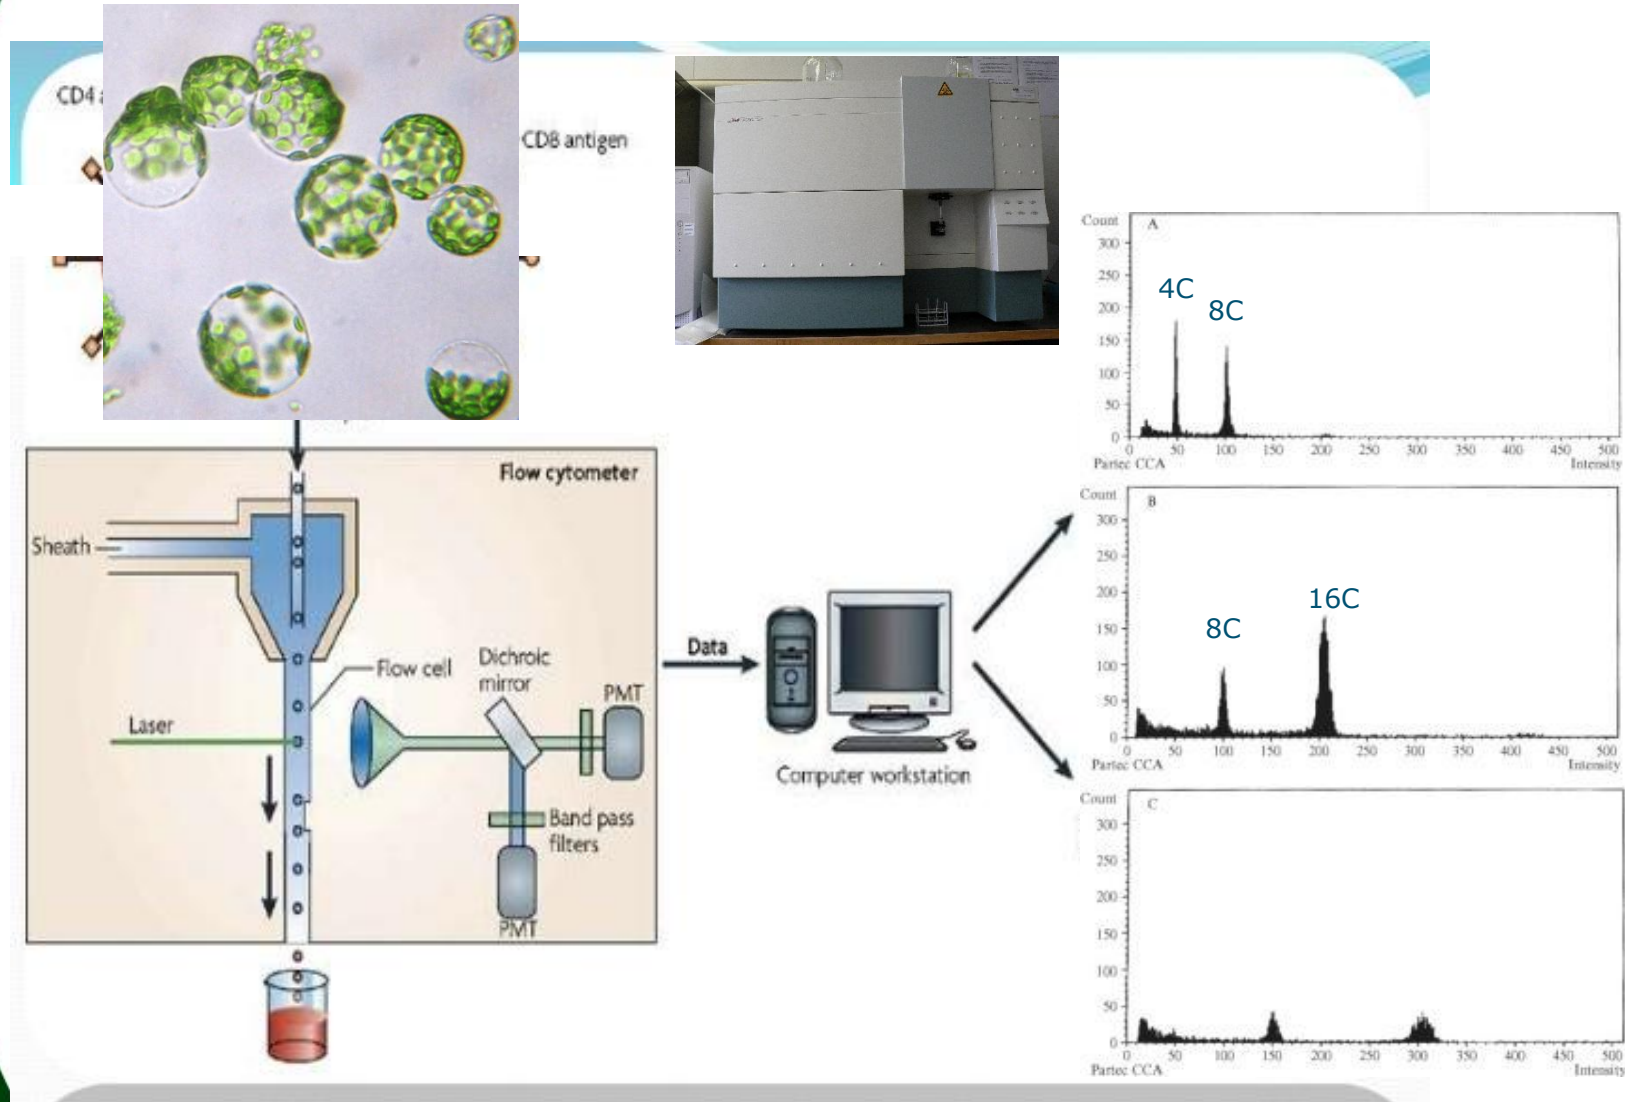 CD4
CD8 antigen
Flow cytometer
Sheath
Flow cell
Dichroic
mirror
PMT
Laser
Band pass
filters
PMT
Data
Computer workstation
Count
A
300
250
200
150
100
50
0
4C
8C
0 50 100 150 200 250 300 350 400 450 500
Partec CCA Intensity
Count
B
300
250
200
150
100
50
0
8C
16C
0 50 100 150 200 250 300 350 400 450 500
Partec CCA Intensity
Count
C
300
250
200
150
100
50
0
0 50 100 150 200 250 300 350 400 450 500
Partec CCA Intensity